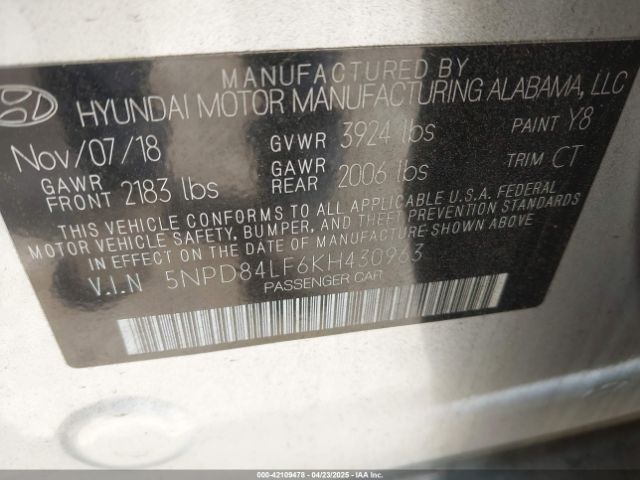 MANUFACTURED BY
HYUNDAI MOTOR MANUFACTURING ALABAMA, LLC
Nov/07/18 GVWR 3924 lbs PAINT Y8
GAWR FRONT 2183 lbs GAWR REAR 2006 lbs TRIM CT
THIS VEHICLE CONFORMS TO ALL APPLICABLE U.S.A. FEDERAL
MOTOR VEHICLE SAFETY, BUMPER, AND THEFT PREVENTION STANDARDS
IN EFFECT ON THE DATE OF MANUFACTURE SHOWN ABOVE
V.I.N 5NPD84LF6KH430963
PASSENGER CAR
000-42109478 - 04/23/2025 - IAAI.COM